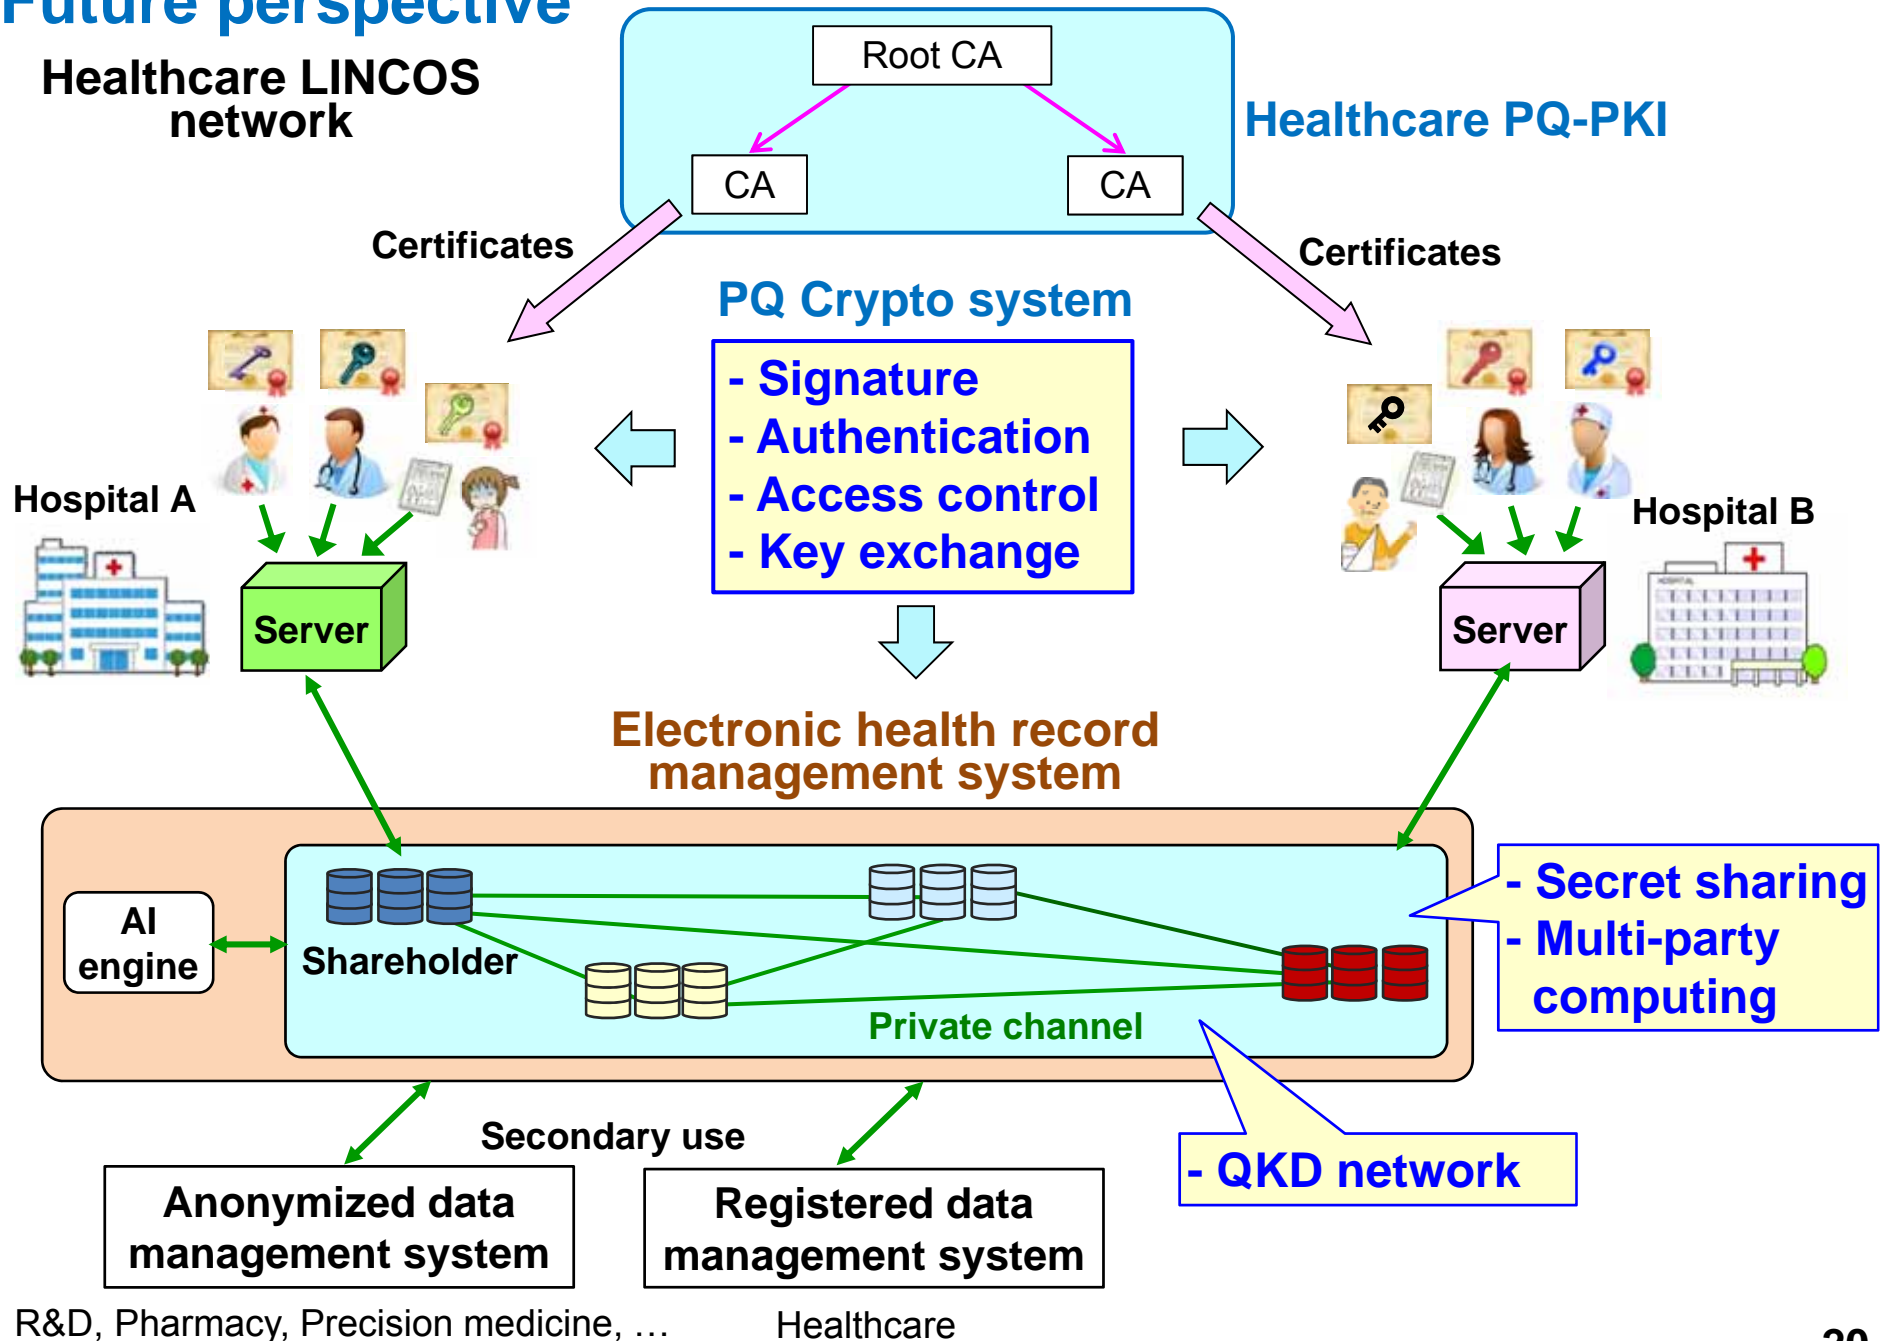 Future perspective
Healthcare LINCOS
network
Root CA
Healthcare PQ-PKI
CA
CA
Certificates
Certificates
PQ Crypto system
- Signature
- Authentication
- Access control
- Key exchange
Hospital A
Hospital B
HOSPITAL
Server
Server
Electronic health record
management system
AI
engine
Shareholder
Private channel
- Secret sharing
- Multi-party
computing
- QKD network
Secondary use
Anonymized data
management system
Registered data
management system
R&D, Pharmacy, Precision medicine, …
Healthcare
20